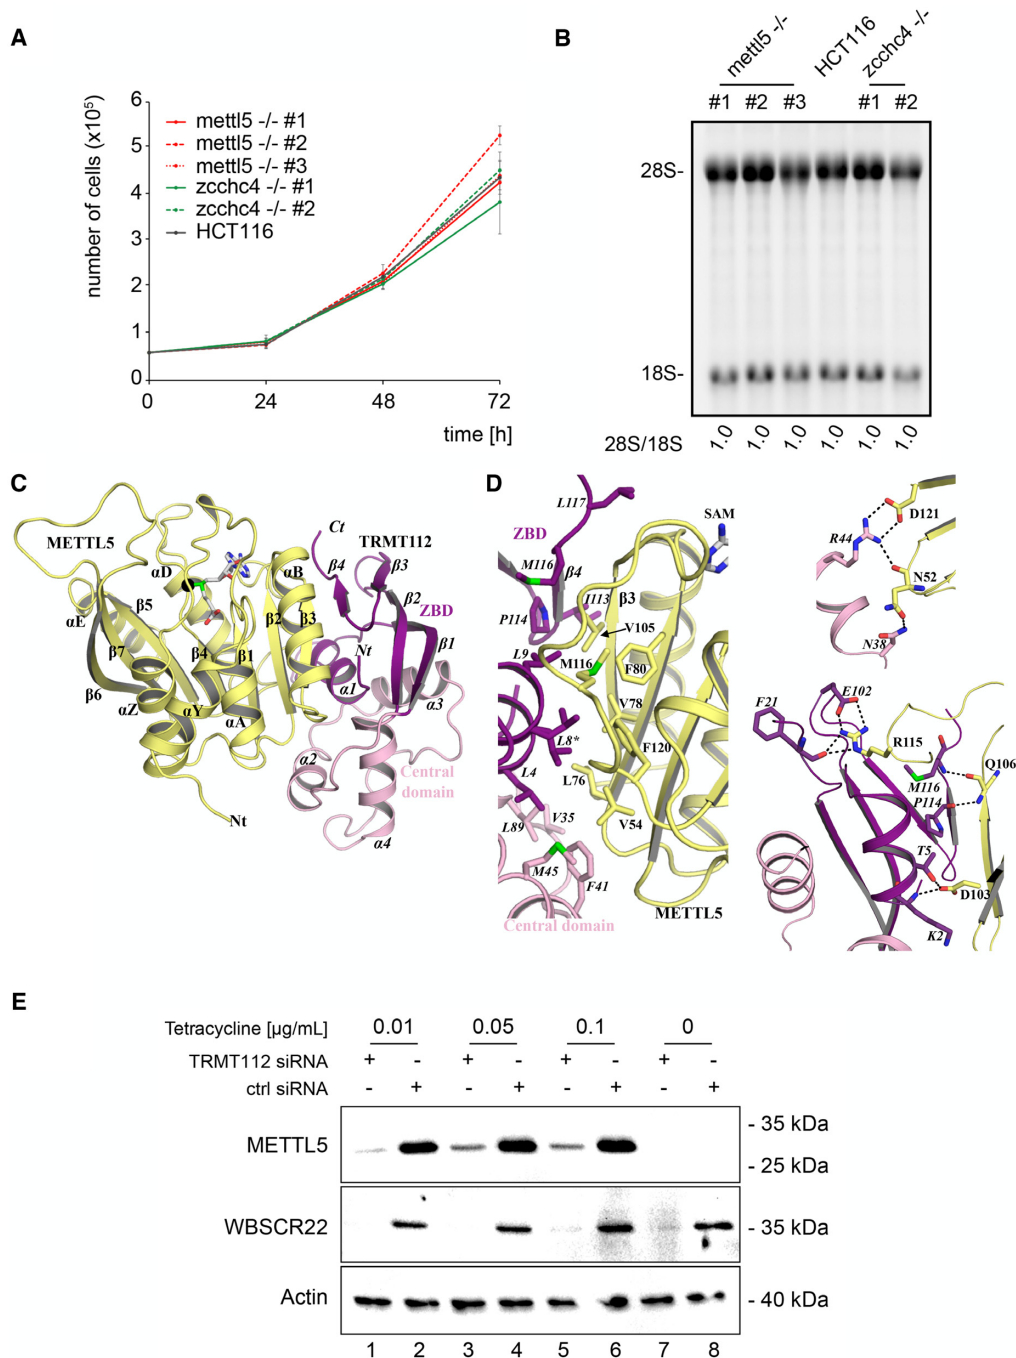 A
number of cells (x10⁵)
6
5
4
3
2
1
0
mettl5 -/- #1
mettl5 -/- #2
mettl5 -/- #3
zcchc4 -/- #1
zcchc4 -/- #2
HCT116
0 24 48 72
time [h]
B
mettl5 -/- HCT116 zcchc4 -/-
#1 #2 #3 #1 #2
28S-
18S-
28S/18S 1.0 1.0 1.0 1.0 1.0 1.0
C
METTL5
TRMT112
Ct
β4
β3
αD
αB
ZBD
β5
αE
β2
β2
β3
β1
β7
β4
β1
Nt
α1
α3
β6
αZ
αY
αA
α2
Central
domain
α4
Nt
D
L117
ZBD
SAM
M116
β4
β3
I113
P114
V105
L9
M116
F80
V78
L8*
F120
L4
L76
V35
V54
L89
M45
F41
METTL5
Central domain
D121
R44
N52
N38
F21
E102
R115
Q106
M116
P114
T5
D103
K2
E
Tetracycline [µg/mL] 0.01 0.05 0.1 0
TRMT112 siRNA + - + - + - + -
ctrl siRNA - + - + - + - +
METTL5
- 35 kDa
- 25 kDa
WBSCR22
- 35 kDa
Actin
- 40 kDa
1 2 3 4 5 6 7 8